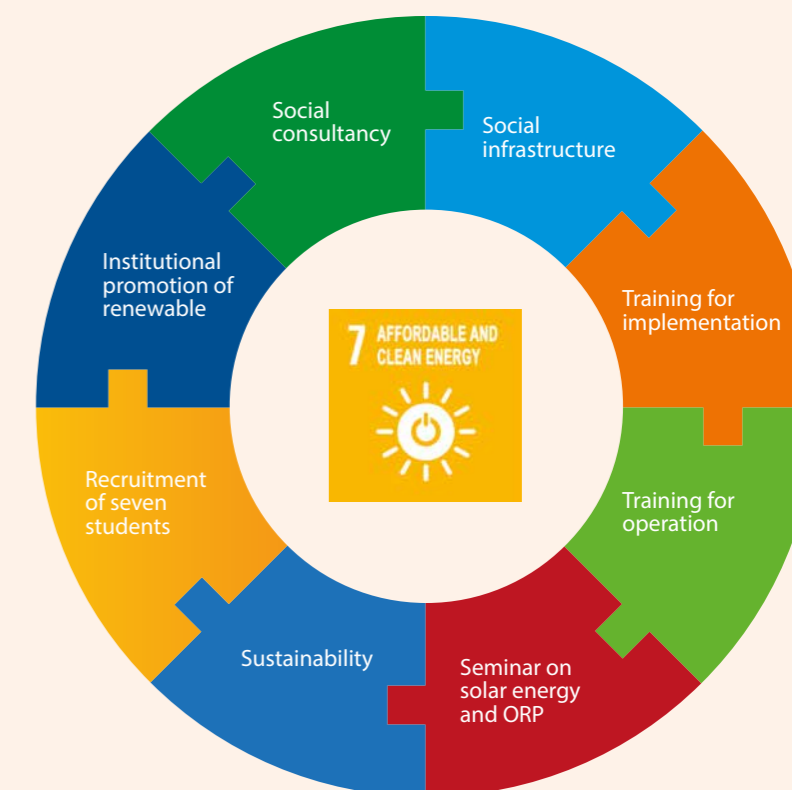 Social
consultancy
Social
infrastructure
Institutional
promotion of
renewable
Training for
implementation
7 AFFORDABLE AND
CLEAN ENERGY
Recruitment
of seven
students
Training for
operation
Sustainability
Seminar on
solar energy
and ORP